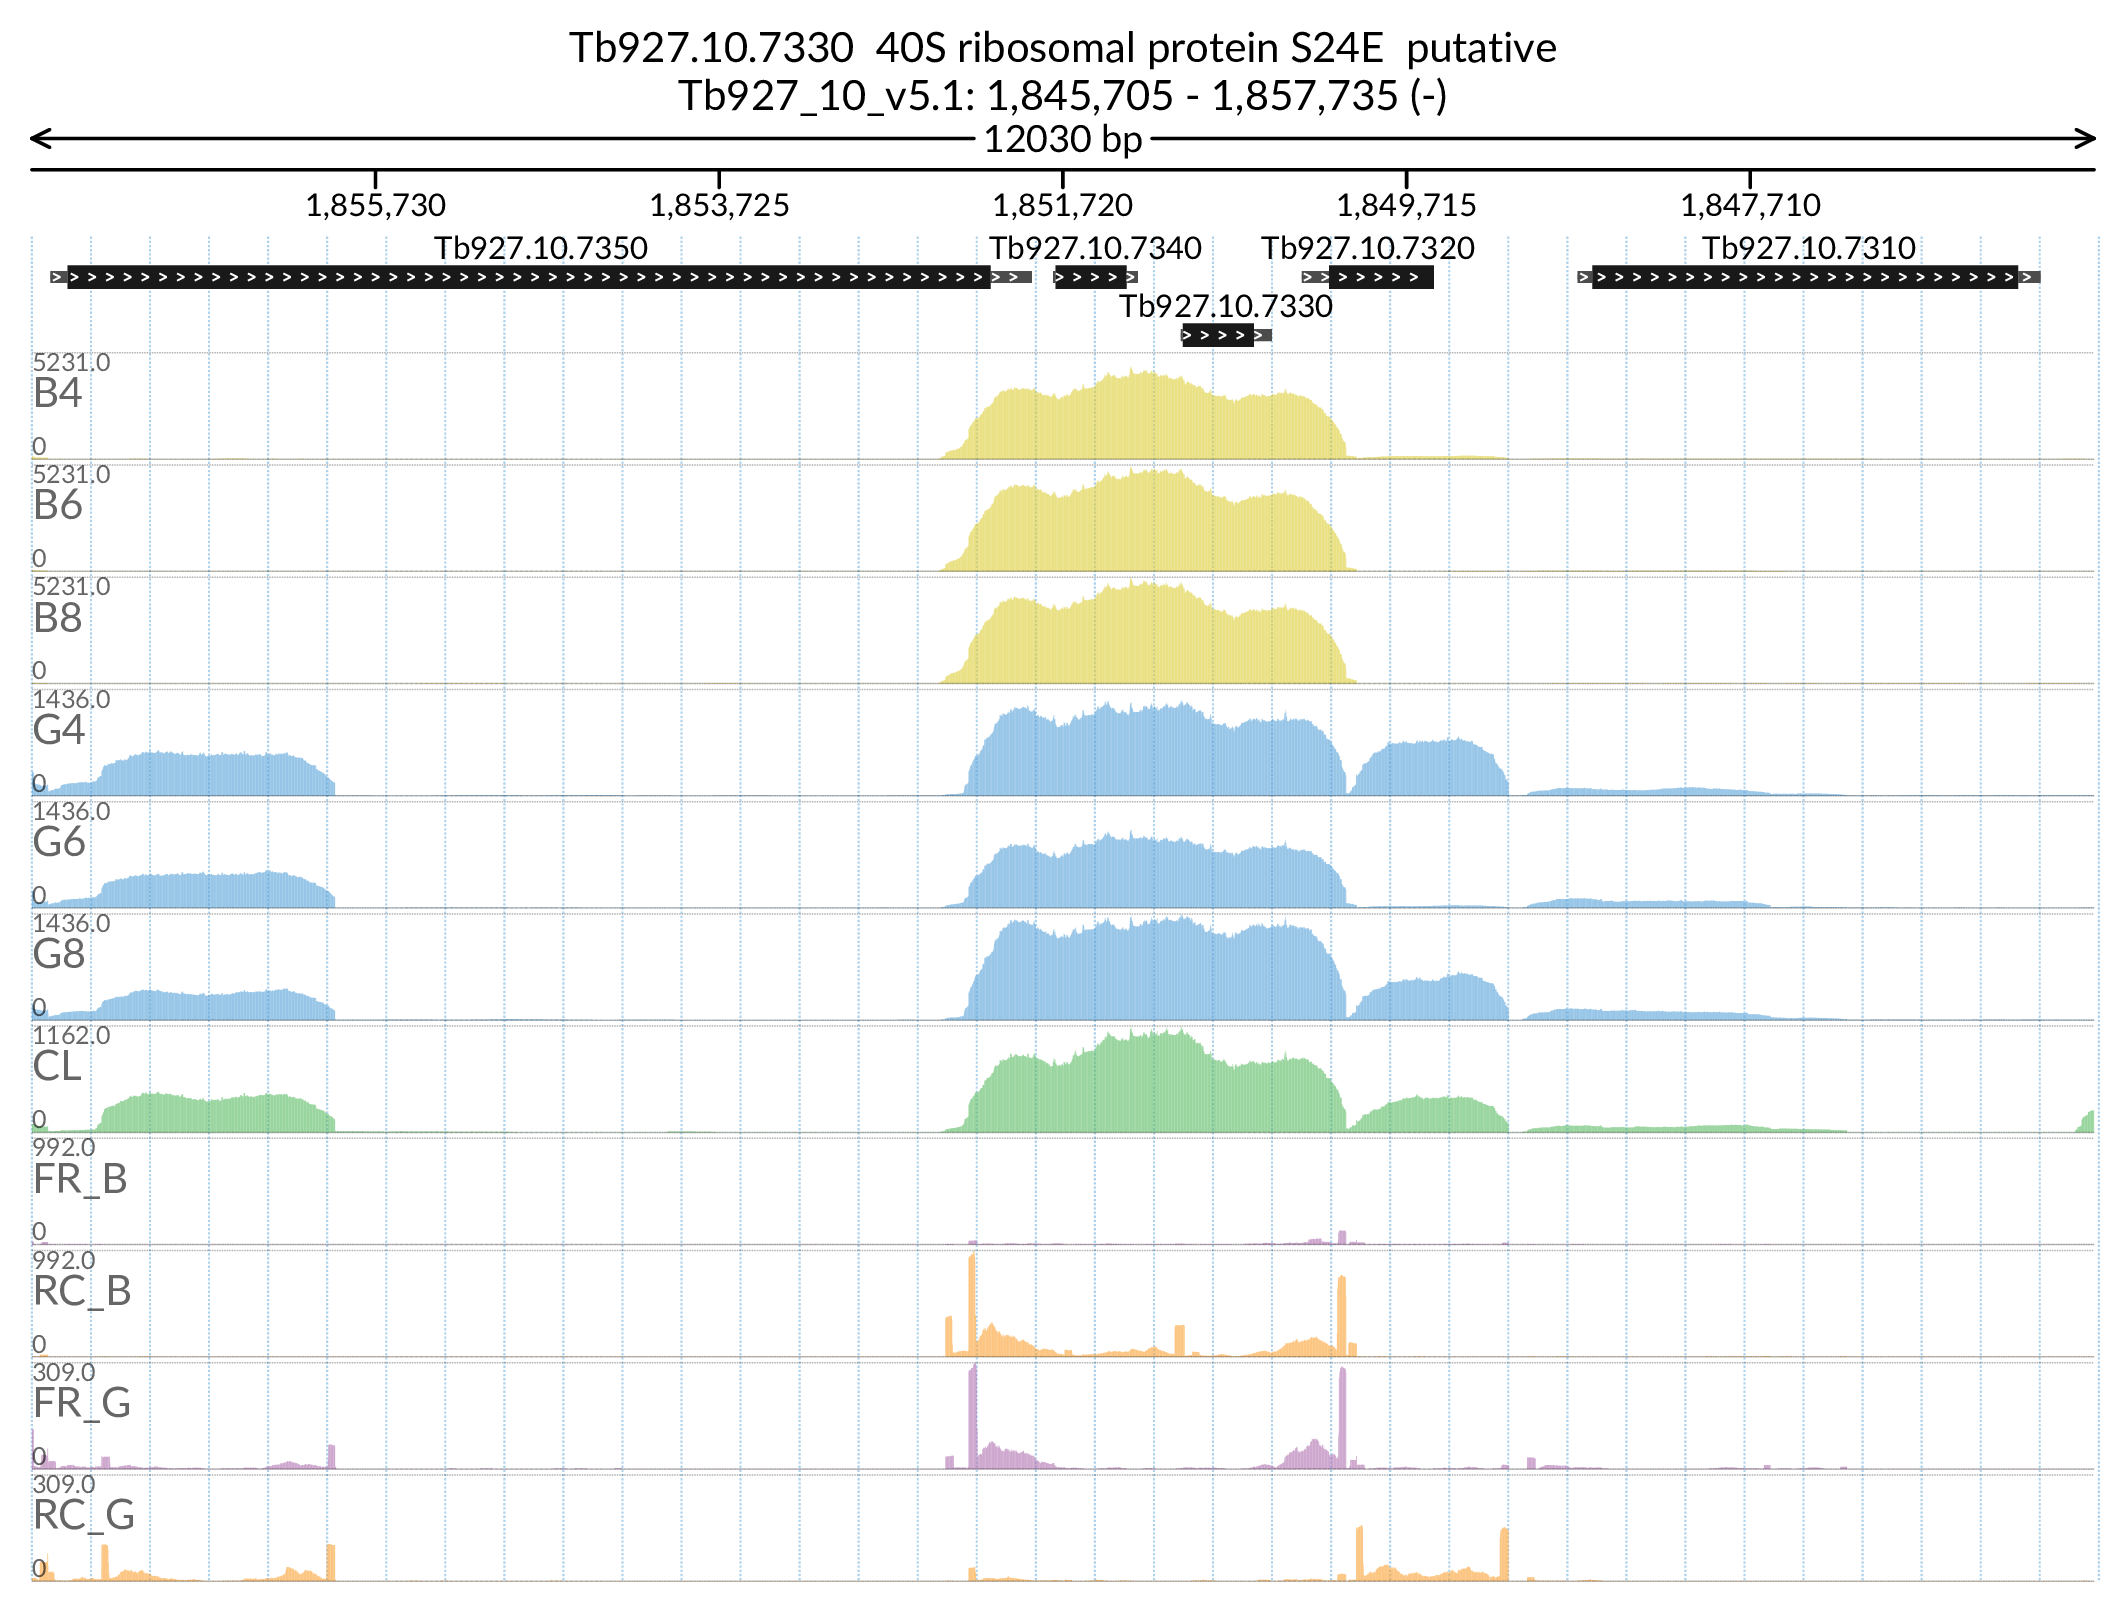 Tb927.10.7330  40S ribosomal protein S24E  putative
Tb927_10_v5.1: 1,845,705 - 1,857,735 (-)
12030 bp
1,855,730 1,853,725 1,851,720 1,849,715 1,847,710
Tb927.10.7350 Tb927.10.7340 Tb927.10.7320 Tb927.10.7310
Tb927.10.7330
5231.0
B4
0
5231.0
B6
0
5231.0
B8
0
1436.0
G4
0
1436.0
G6
0
1436.0
G8
0
1162.0
CL
0
992.0
FR_B
0
992.0
RC_B
0
309.0
FR_G
0
309.0
RC_G
0